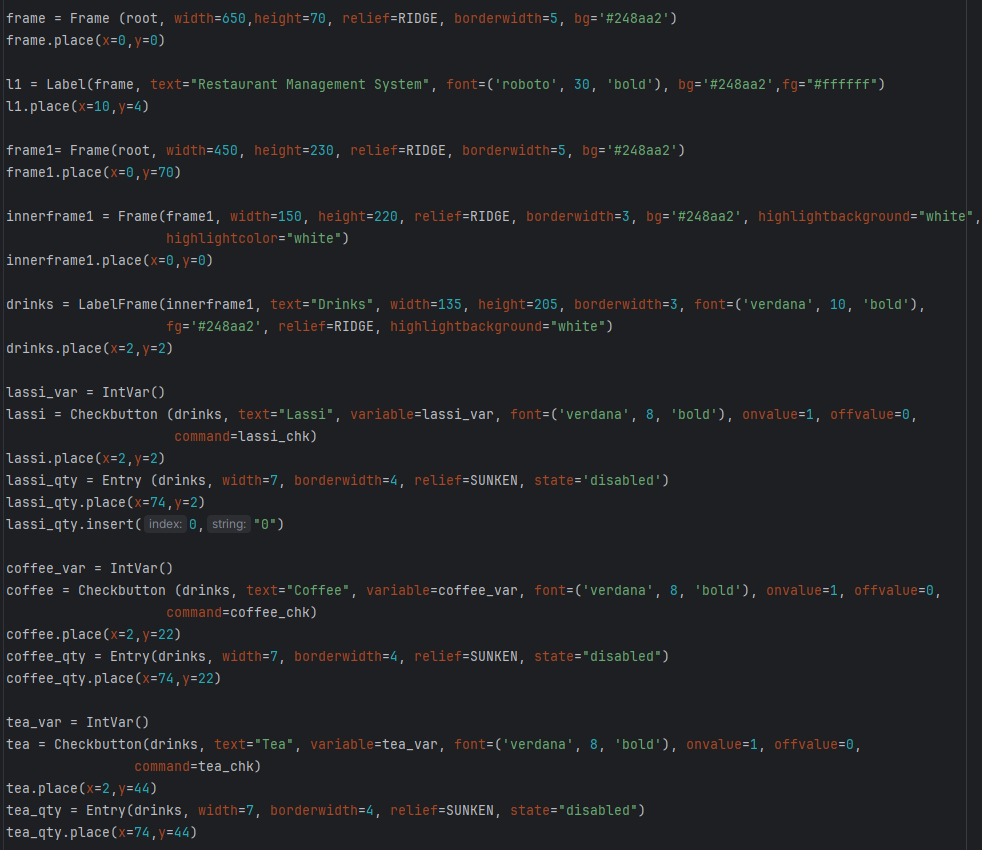 frame = Frame (root, width=650,height=70, relief=RIDGE, borderwidth=5, bg='#248aa2')
frame.place(x=0,y=0)
l1 = Label(frame, text="Restaurant Management System", font=('roboto', 30, 'bold'), bg='#248aa2',fg="#ffffff")
l1.place(x=10,y=4)
frame1= Frame(root, width=450, height=230, relief=RIDGE, borderwidth=5, bg='#248aa2')
frame1.place(x=0,y=70)
innerframe1 = Frame(frame1, width=150, height=220, relief=RIDGE, borderwidth=3, bg='#248aa2', highlightbackground="white",
highlightcolor="white")
innerframe1.place(x=0,y=0)
drinks = LabelFrame(innerframe1, text="Drinks", width=135, height=205, borderwidth=3, font=('verdana', 10, 'bold'),
fg='#248aa2', relief=RIDGE, highlightbackground="white")
drinks.place(x=2,y=2)
lassi_var = IntVar()
lassi = Checkbutton (drinks, text="Lassi", variable=lassi_var, font=('verdana', 8, 'bold'), onvalue=1, offvalue=0,
command=lassi_chk)
lassi.place(x=2,y=2)
lassi_qty = Entry (drinks, width=7, borderwidth=4, relief=SUNKEN, state='disabled')
lassi_qty.place(x=74,y=2)
lassi_qty.insert( index: 0, string: "0")
coffee_var = IntVar()
coffee = Checkbutton (drinks, text="Coffee", variable=coffee_var, font=('verdana', 8, 'bold'), onvalue=1, offvalue=0,
command=coffee_chk)
coffee.place(x=2,y=22)
coffee_qty = Entry(drinks, width=7, borderwidth=4, relief=SUNKEN, state="disabled")
coffee_qty.place(x=74,y=22)
tea_var = IntVar()
tea = Checkbutton(drinks, text="Tea", variable=tea_var, font=('verdana', 8, 'bold'), onvalue=1, offvalue=0,
command=tea_chk)
tea.place(x=2,y=44)
tea_qty = Entry(drinks, width=7, borderwidth=4, relief=SUNKEN, state="disabled")
tea_qty.place(x=74,y=44)